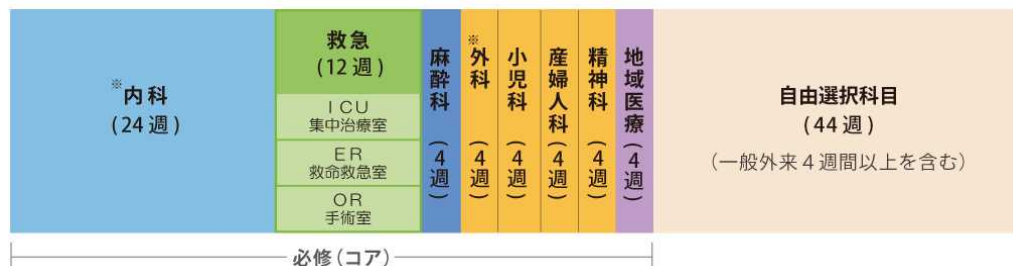 ※内科
(24週)
救急
(12週)
ICU
集中治療室
ER
救命救急室
OR
手術室
麻酔科(4週)
※外科(4週)
小児科(4週)
産婦人科(4週)
精神科(4週)
地域医療(4週)
自由選択科目
(44週)
(一般外来4週間以上を含む)
必修(コア)